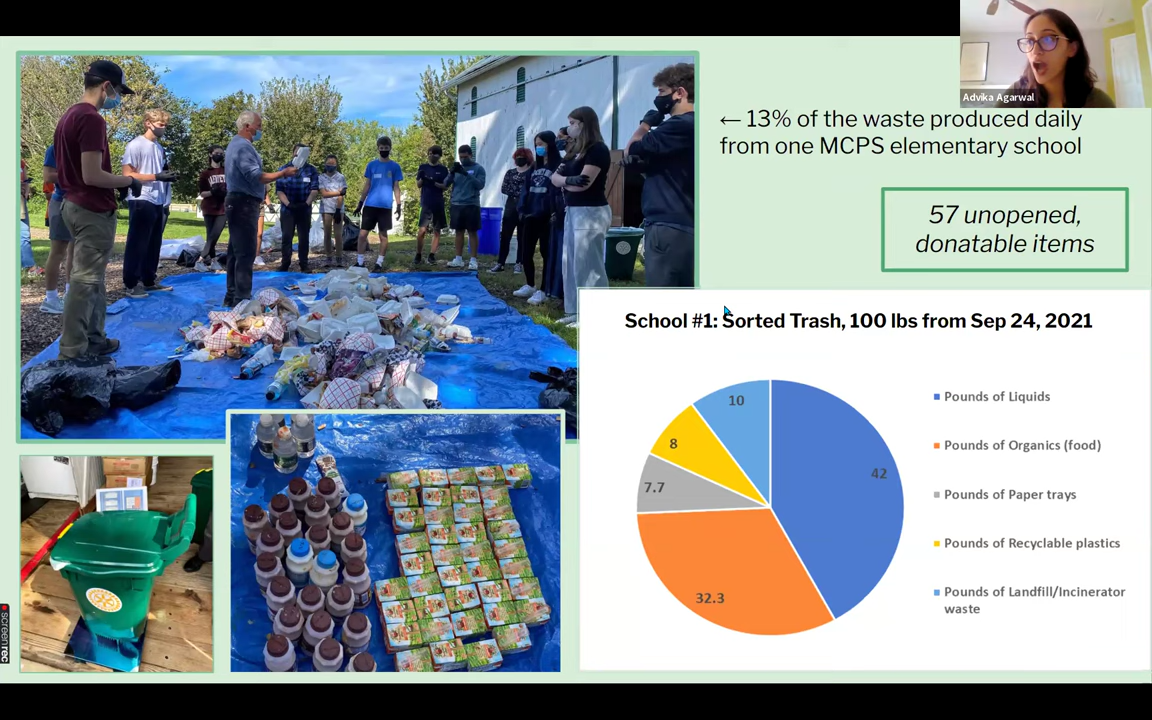 Advika Agarwal
← 13% of the waste produced daily
from one MCPS elementary school
57 unopened,
donatable items
School #1: Sorted Trash, 100 lbs from Sep 24, 2021
10
8
7.7
42
32.3
Pounds of Liquids
Pounds of Organics (food)
Pounds of Paper trays
Pounds of Recyclable plastics
Pounds of Landfill/Incinerator
waste
screenrec